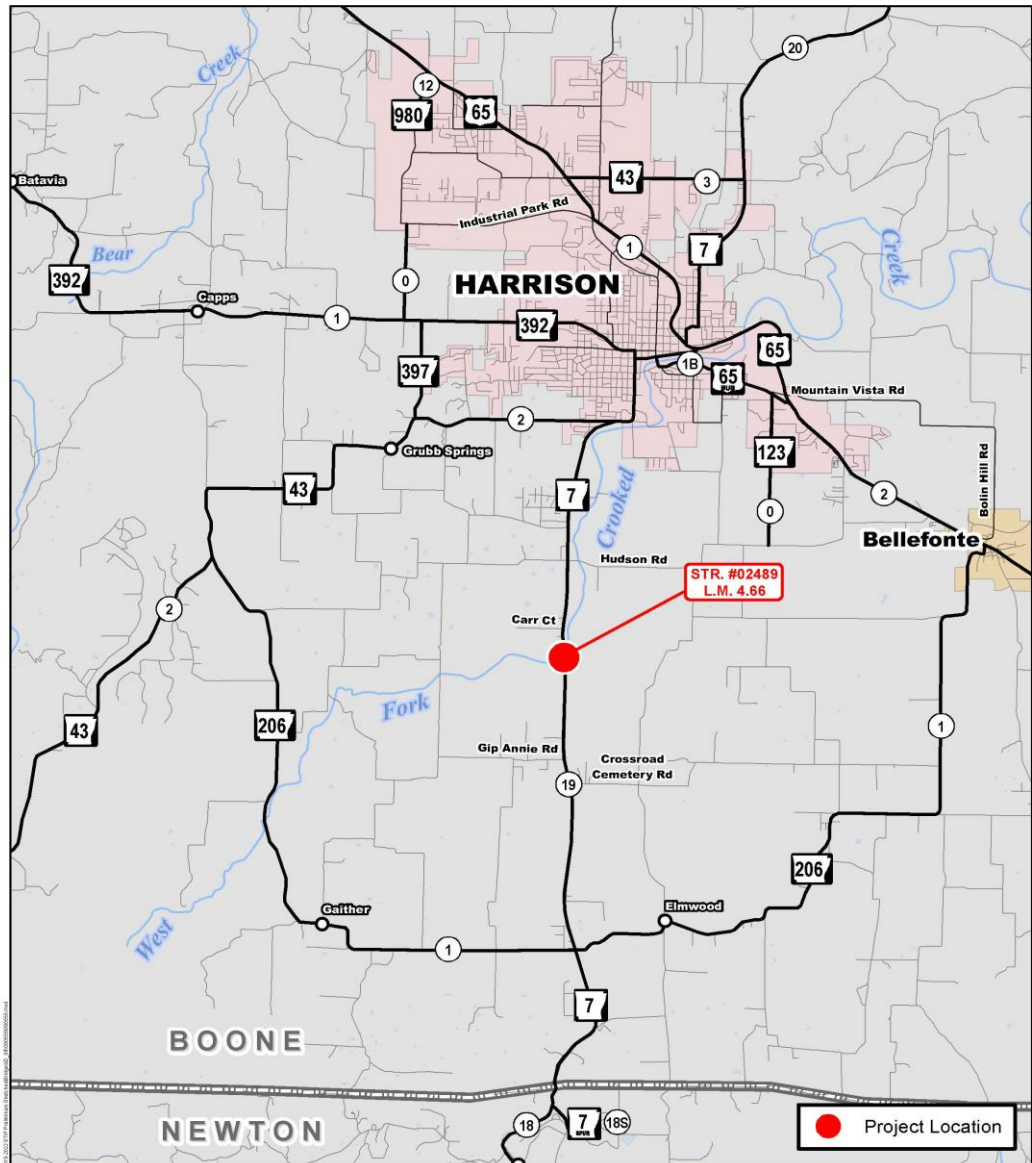 20
Creek
12
65
980
Batavia
43
3
Industrial Park Rd
Creek
Bear
1
7
392
0
HARRISON
Capps
1
392
65
397
1B
65
BUS
Mountain Vista Rd
2
Grubb Springs
123
43
7
Crooked
2
Bolin Hill Rd
0
Bellefonte
Hudson Rd
STR. #02489
L.M. 4.66
2
Carr Ct
Fork
43
206
1
Gip Annie Rd
Crossroad
Cemetery Rd
19
206
Gaither
Elmwood
West
1
7
BOONE
NEWTON
18
7
SPUR
18S
Project Location